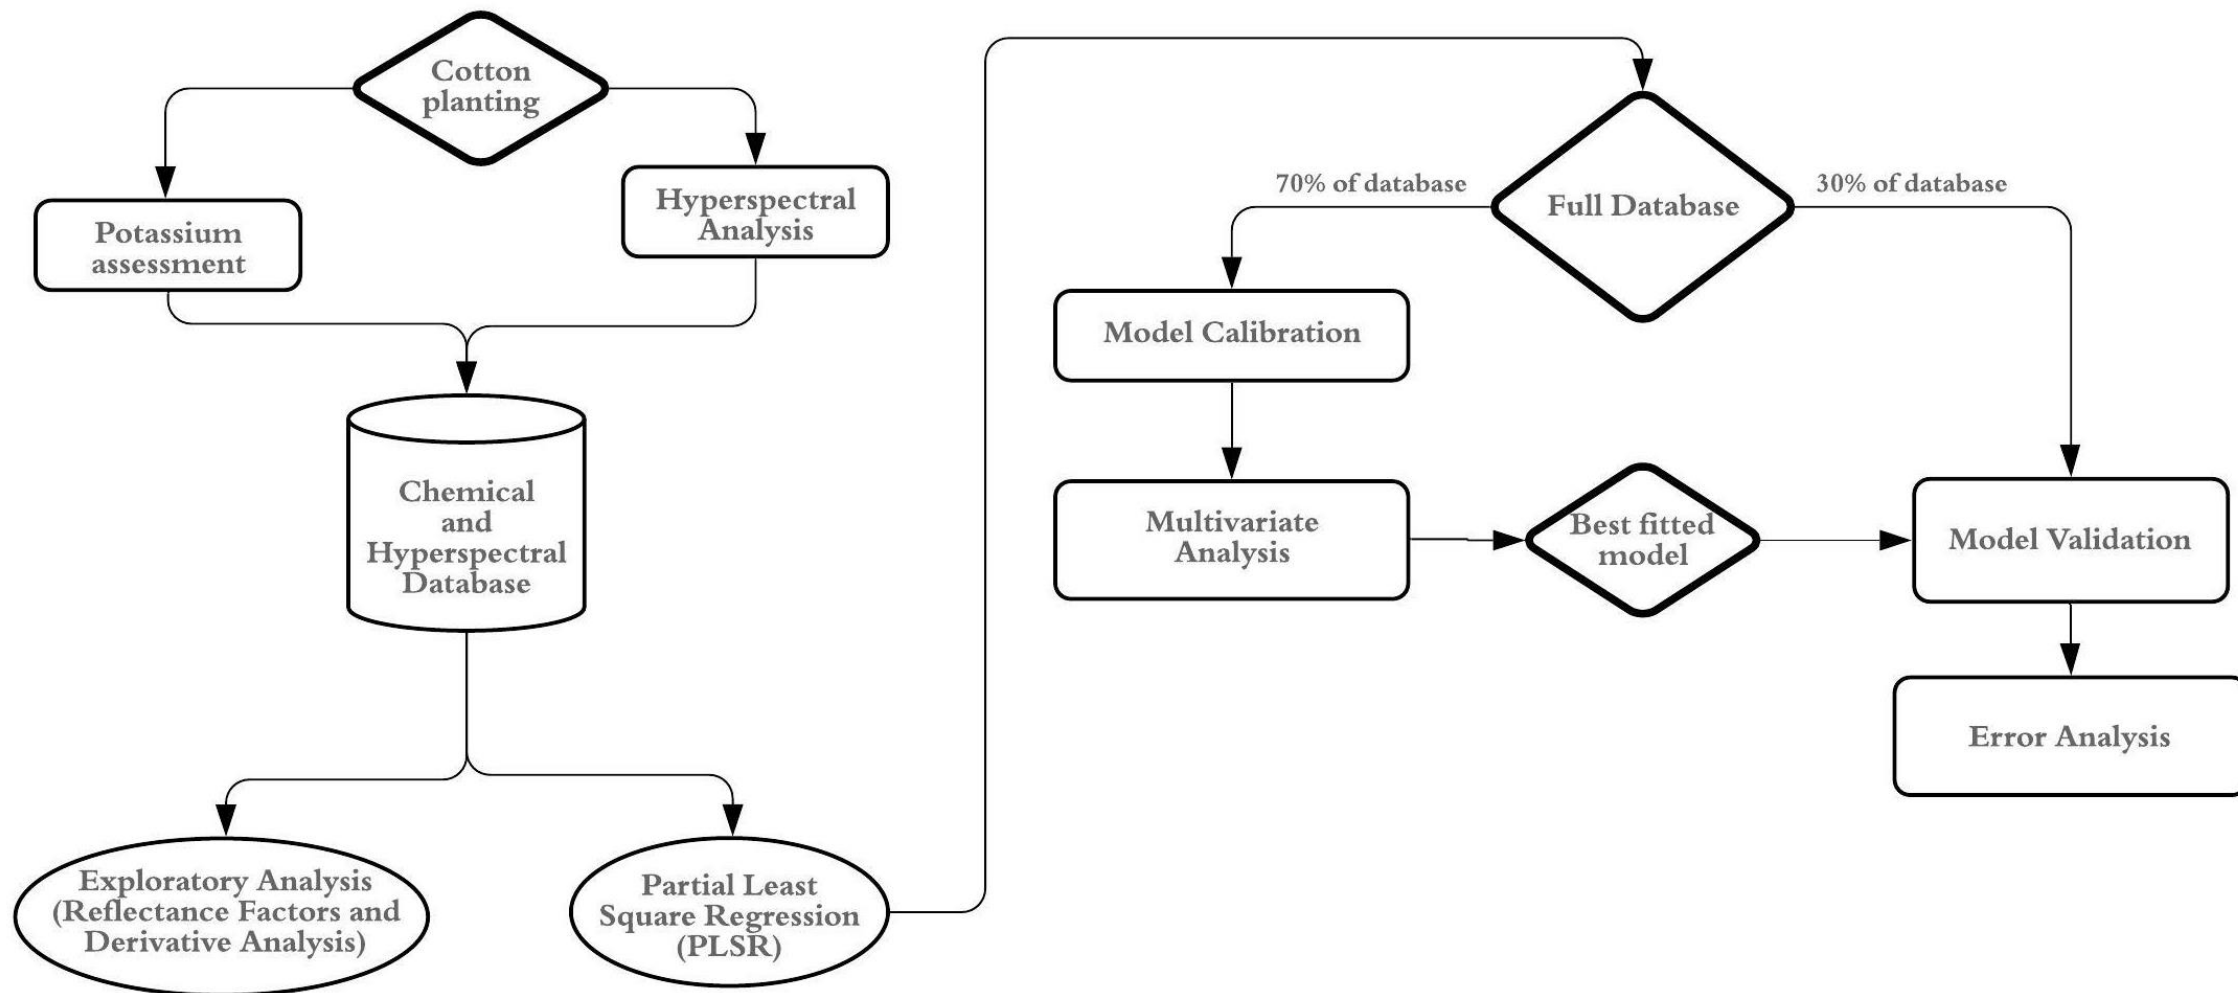 Cotton
planting
Potassium
assessment
Hyperspectral
Analysis
Chemical
and
Hyperspectral
Database
Exploratory Analysis
(Reflectance Factors and
Derivative Analysis)
Partial Least
Square Regression
(PLSR)
Full Database
70% of database
30% of database
Model Calibration
Multivariate
Analysis
Best fitted
model
Model Validation
Error Analysis